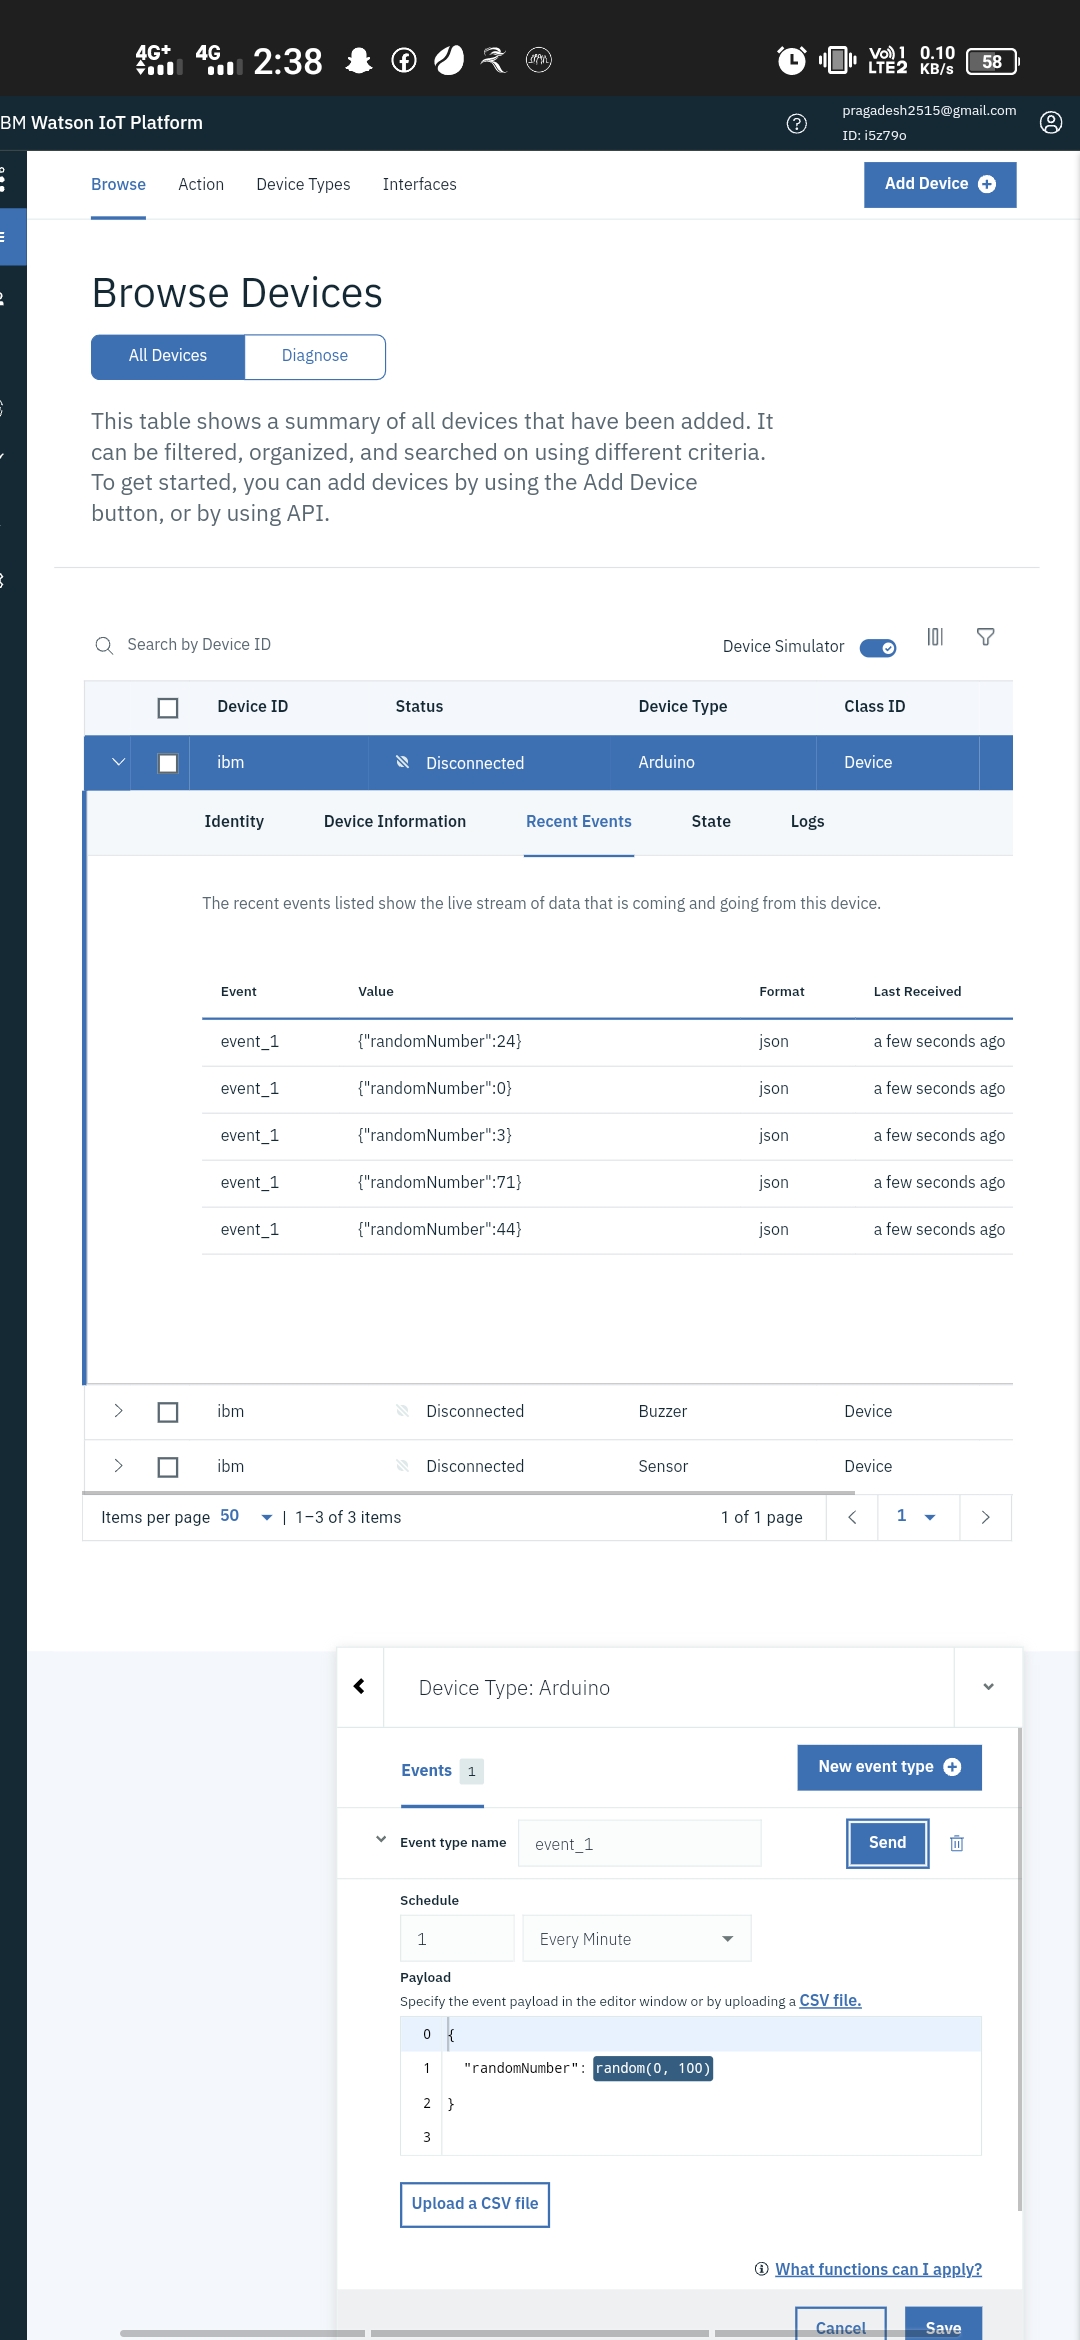 4G+ 4G 2:38 Vo) 1 LTE2 0.10 KB/s 58
BM Watson IoT Platform
pragadesh2515@gmail.com
ID: i5z79o
Browse Action Device Types Interfaces Add Device
Browse Devices
All Devices Diagnose
This table shows a summary of all devices that have been added. It
can be filtered, organized, and searched on using different criteria.
To get started, you can add devices by using the Add Device
button, or by using API.
Search by Device ID Device Simulator
Device ID Status Device Type Class ID
ibm Disconnected Arduino Device
Identity Device Information Recent Events State Logs
The recent events listed show the live stream of data that is coming and going from this device.
Event Value Format Last Received
event_1 {"randomNumber":24} json a few seconds ago
event_1 {"randomNumber":0} json a few seconds ago
event_1 {"randomNumber":3} json a few seconds ago
event_1 {"randomNumber":71} json a few seconds ago
event_1 {"randomNumber":44} json a few seconds ago
ibm Disconnected Buzzer Device
ibm Disconnected Sensor Device
Items per page 50 | 1–3 of 3 items 1 of 1 page 1
Device Type: Arduino
Events 1 New event type
Event type name event_1 Send
Schedule
1 Every Minute
Payload
Specify the event payload in the editor window or by uploading a CSV file.
0 {
1 "randomNumber": random(0, 100)
2 }
3
Upload a CSV file
What functions can I apply?
Cancel Save